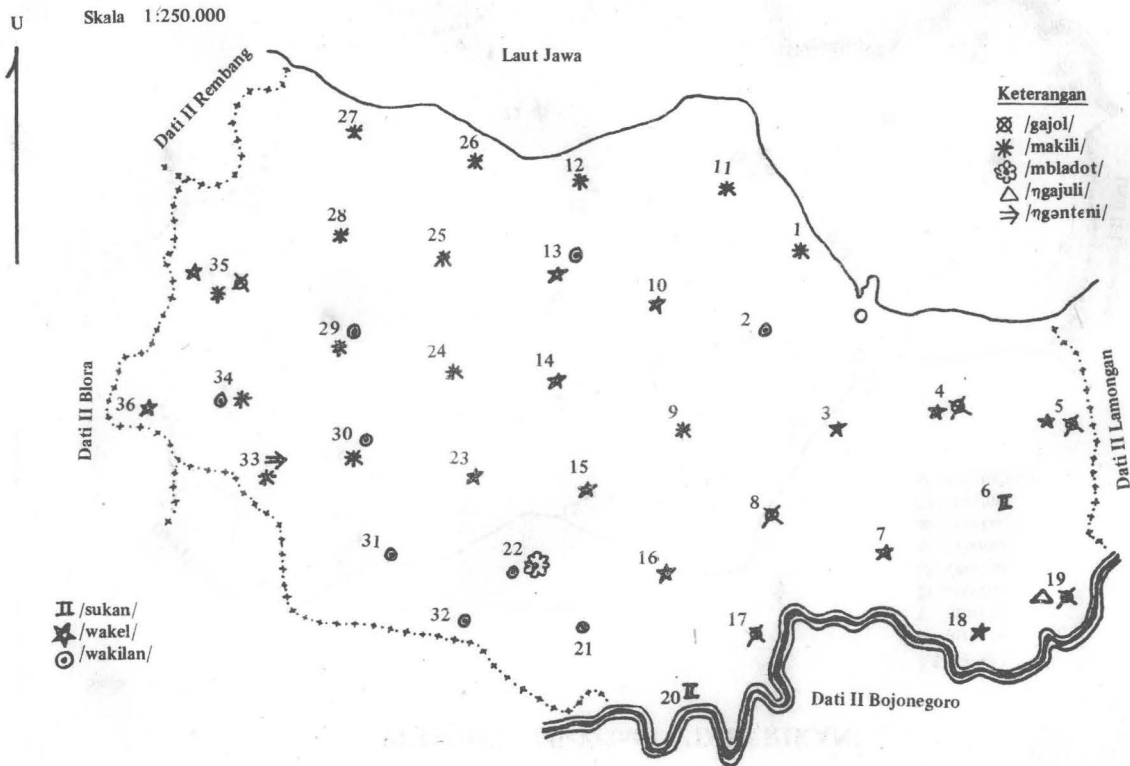 U
Skala 1:250.000
Laut Jawa
Dati II Rembang
Keterangan
/gajol/
/makili/
/mbladot/
/ŋgajuli/
/ŋgənteni/
27
26
12
11
28
25
13
1
35
10
2
29
24
14
36
34
4
5
Dati II Blora
9
3
Dati II Lamongan
30
33
23
15
6
8
31
22
16
7
19
/sukan/
/wakel/
/wakilan/
32
21
17
18
20
Dati II Bojonegoro